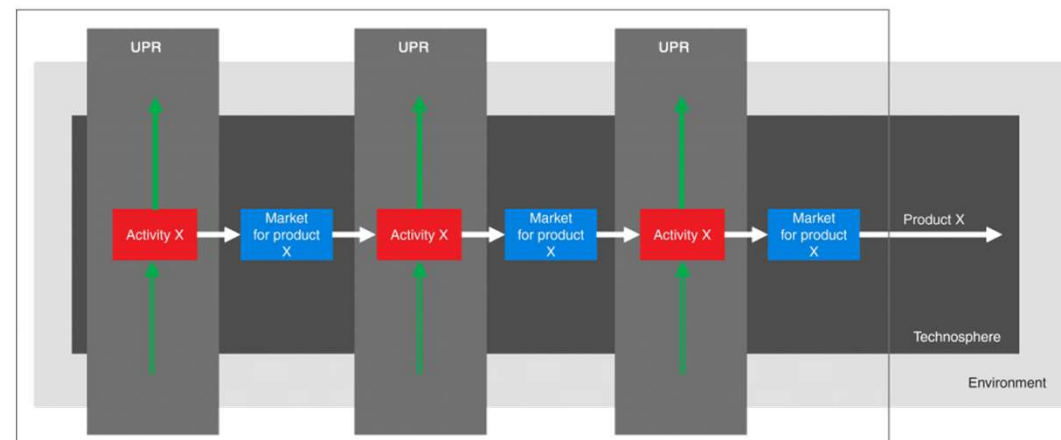 UPR
UPR
UPR
Activity X
Market
for product
X
Activity X
Market
for product
X
Activity X
Market
for product
X
Product X
Technosphere
Environment